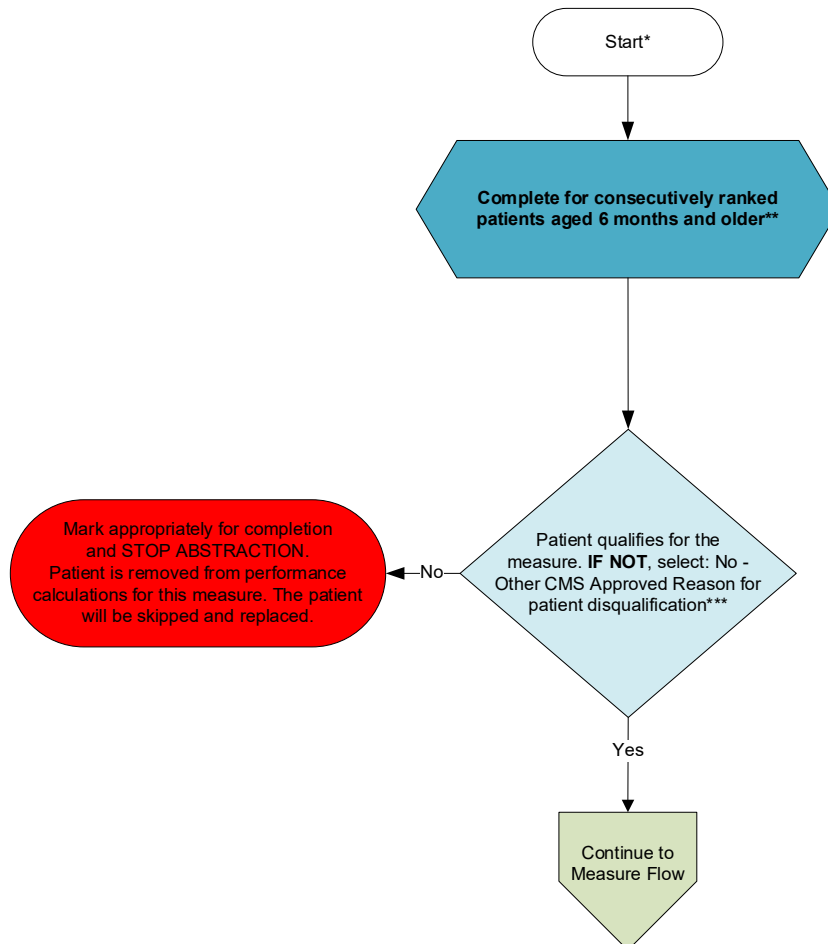 Start*
Complete for consecutively ranked
patients aged 6 months and older**
Patient qualifies for the
measure. IF NOT, select: No -
Other CMS Approved Reason for
patient disqualification***
No
Mark appropriately for completion
and STOP ABSTRACTION.
Patient is removed from performance
calculations for this measure. The patient
will be skipped and replaced.
Yes
Continue to
Measure Flow